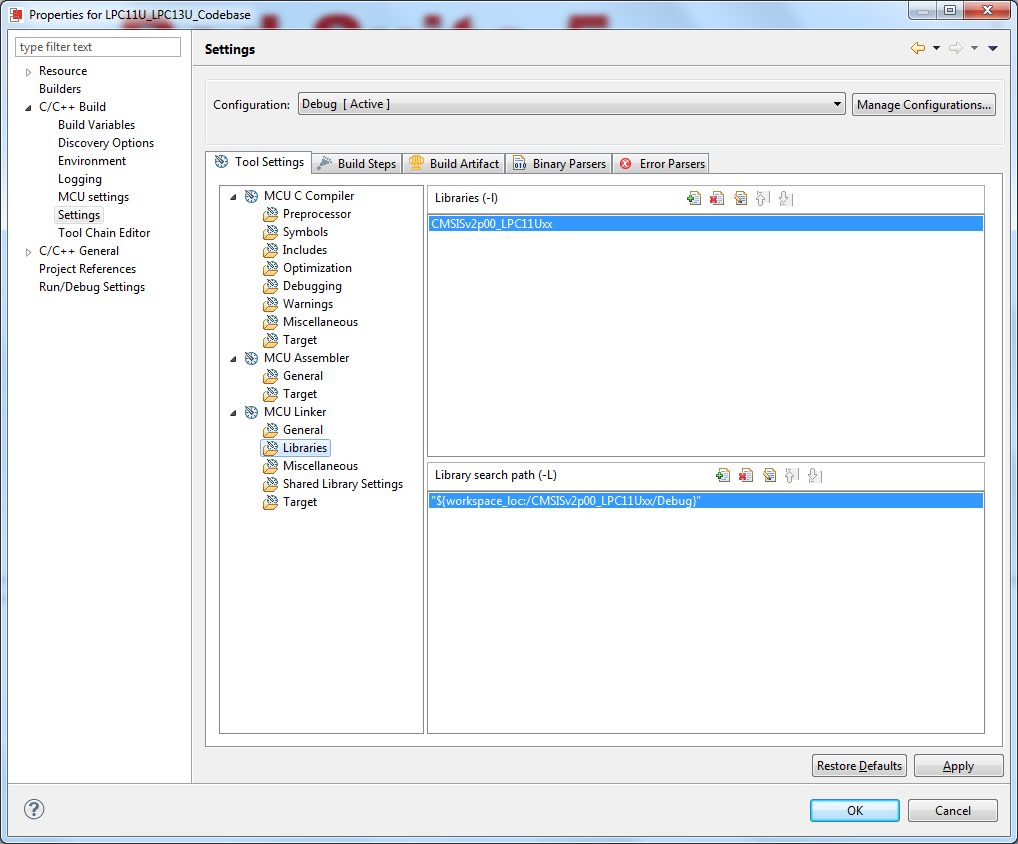 Properties for LPC11U_LPC13U_Codebase
type filter text
Resource
Builders
C/C++ Build
Build Variables
Discovery Options
Environment
Logging
MCU settings
Settings
Tool Chain Editor
C/C++ General
Project References
Run/Debug Settings
Settings
Configuration:
Debug [ Active ]
Manage Configurations...
Tool Settings
Build Steps
Build Artifact
Binary Parsers
Error Parsers
MCU C Compiler
Preprocessor
Symbols
Includes
Optimization
Debugging
Warnings
Miscellaneous
Target
MCU Assembler
General
Target
MCU Linker
General
Libraries
Miscellaneous
Shared Library Settings
Target
Libraries (-l)
CMSISv2p00_LPC11Uxx
Library search path (-L)
"${workspace_loc:/CMSISv2p00_LPC11Uxx/Debug}"
Restore Defaults
Apply
OK
Cancel